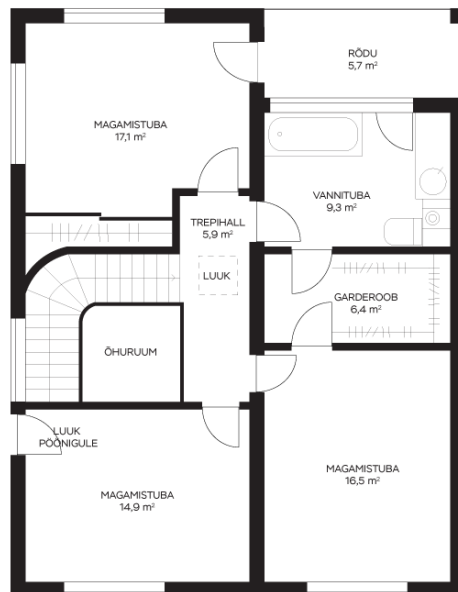 RÕDU
5,7 m²
MAGAMISTUBA
17,1 m²
VANNITUBA
9,3 m²
TREPIHALL
5,9 m²
LUUK
GARDEROOB
6,4 m²
ÕHURUUM
LUUK
PÖÖNIGULE
MAGAMISTUBA
16,5 m²
MAGAMISTUBA
14,9 m²